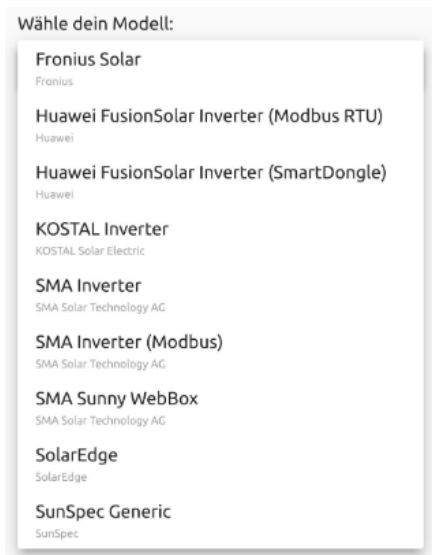 Wähle dein Modell:
Fronius Solar
Fronius
Huawei FusionSolar Inverter (Modbus RTU)
Huawei
Huawei FusionSolar Inverter (SmartDongle)
Huawei
KOSTAL Inverter
KOSTAL Solar Electric
SMA Inverter
SMA Solar Technology AG
SMA Inverter (Modbus)
SMA Solar Technology AG
SMA Sunny WebBox
SMA Solar Technology AG
SolarEdge
SolarEdge
SunSpec Generic
SunSpec